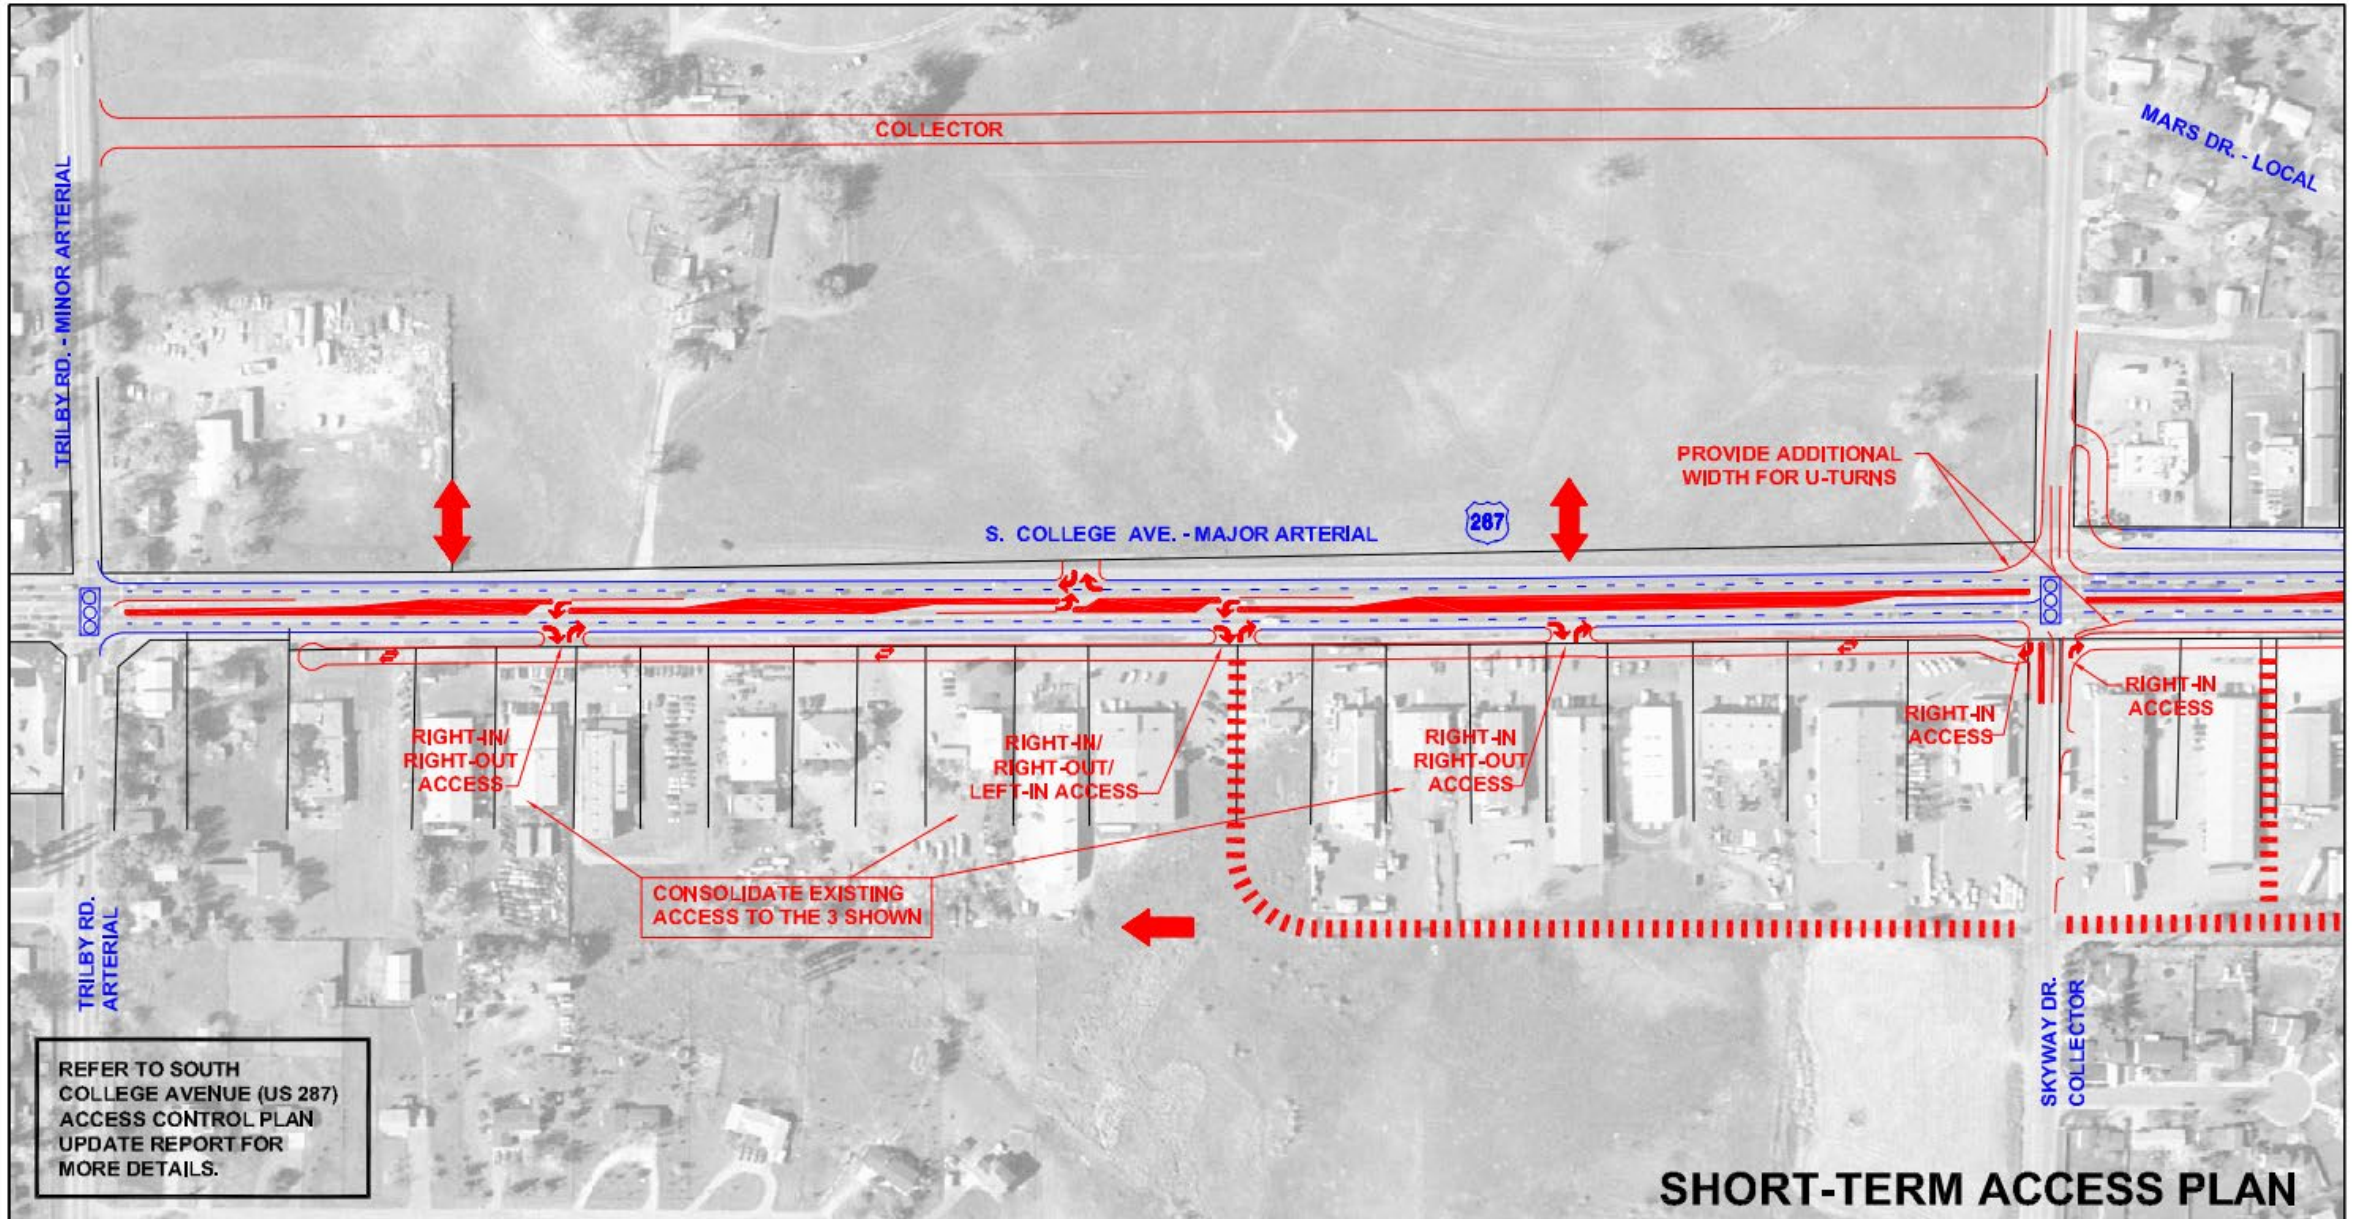 COLLECTOR
MARS DR. - LOCAL
TRILBY RD. - MINOR ARTERIAL
PROVIDE ADDITIONAL
WIDTH FOR U-TURNS
S. COLLEGE AVE. - MAJOR ARTERIAL
287
RIGHT-IN/
RIGHT-OUT
ACCESS
RIGHT-IN/
RIGHT-OUT/
LEFT-IN ACCESS
RIGHT-IN
RIGHT-OUT
ACCESS
RIGHT-IN
ACCESS
RIGHT-IN
ACCESS
CONSOLIDATE EXISTING
ACCESS TO THE 3 SHOWN
TRILBY RD.
ARTERIAL
SKYWAY DR.
COLLECTOR
REFER TO SOUTH
COLLEGE AVENUE (US 287)
ACCESS CONTROL PLAN
UPDATE REPORT FOR
MORE DETAILS.
SHORT-TERM ACCESS PLAN